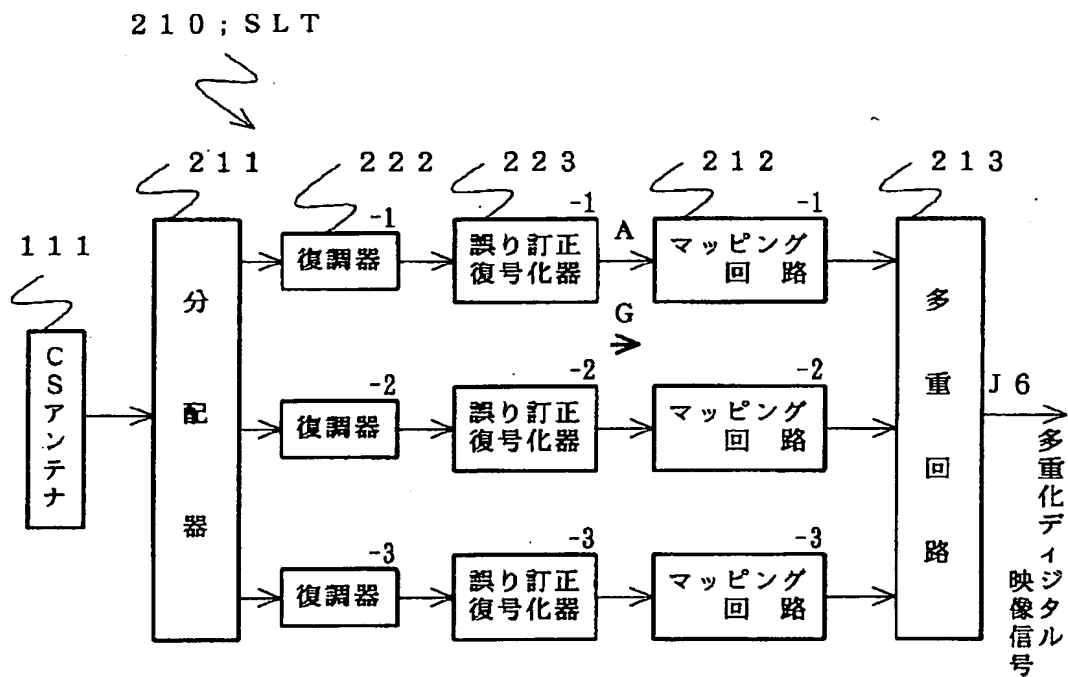 210;SLT
211
222
223
212
213
111
CSアンテナ
分配器
-1
復調器
-1
誤り訂正
復号化器
A
G
-1
マッピング
回路
-2
復調器
-2
誤り訂正
復号化器
-2
マッピング
回路
-3
復調器
-3
誤り訂正
復号化器
-3
マッピング
回路
多重回路
J6
多重化ディジタル
映像信号